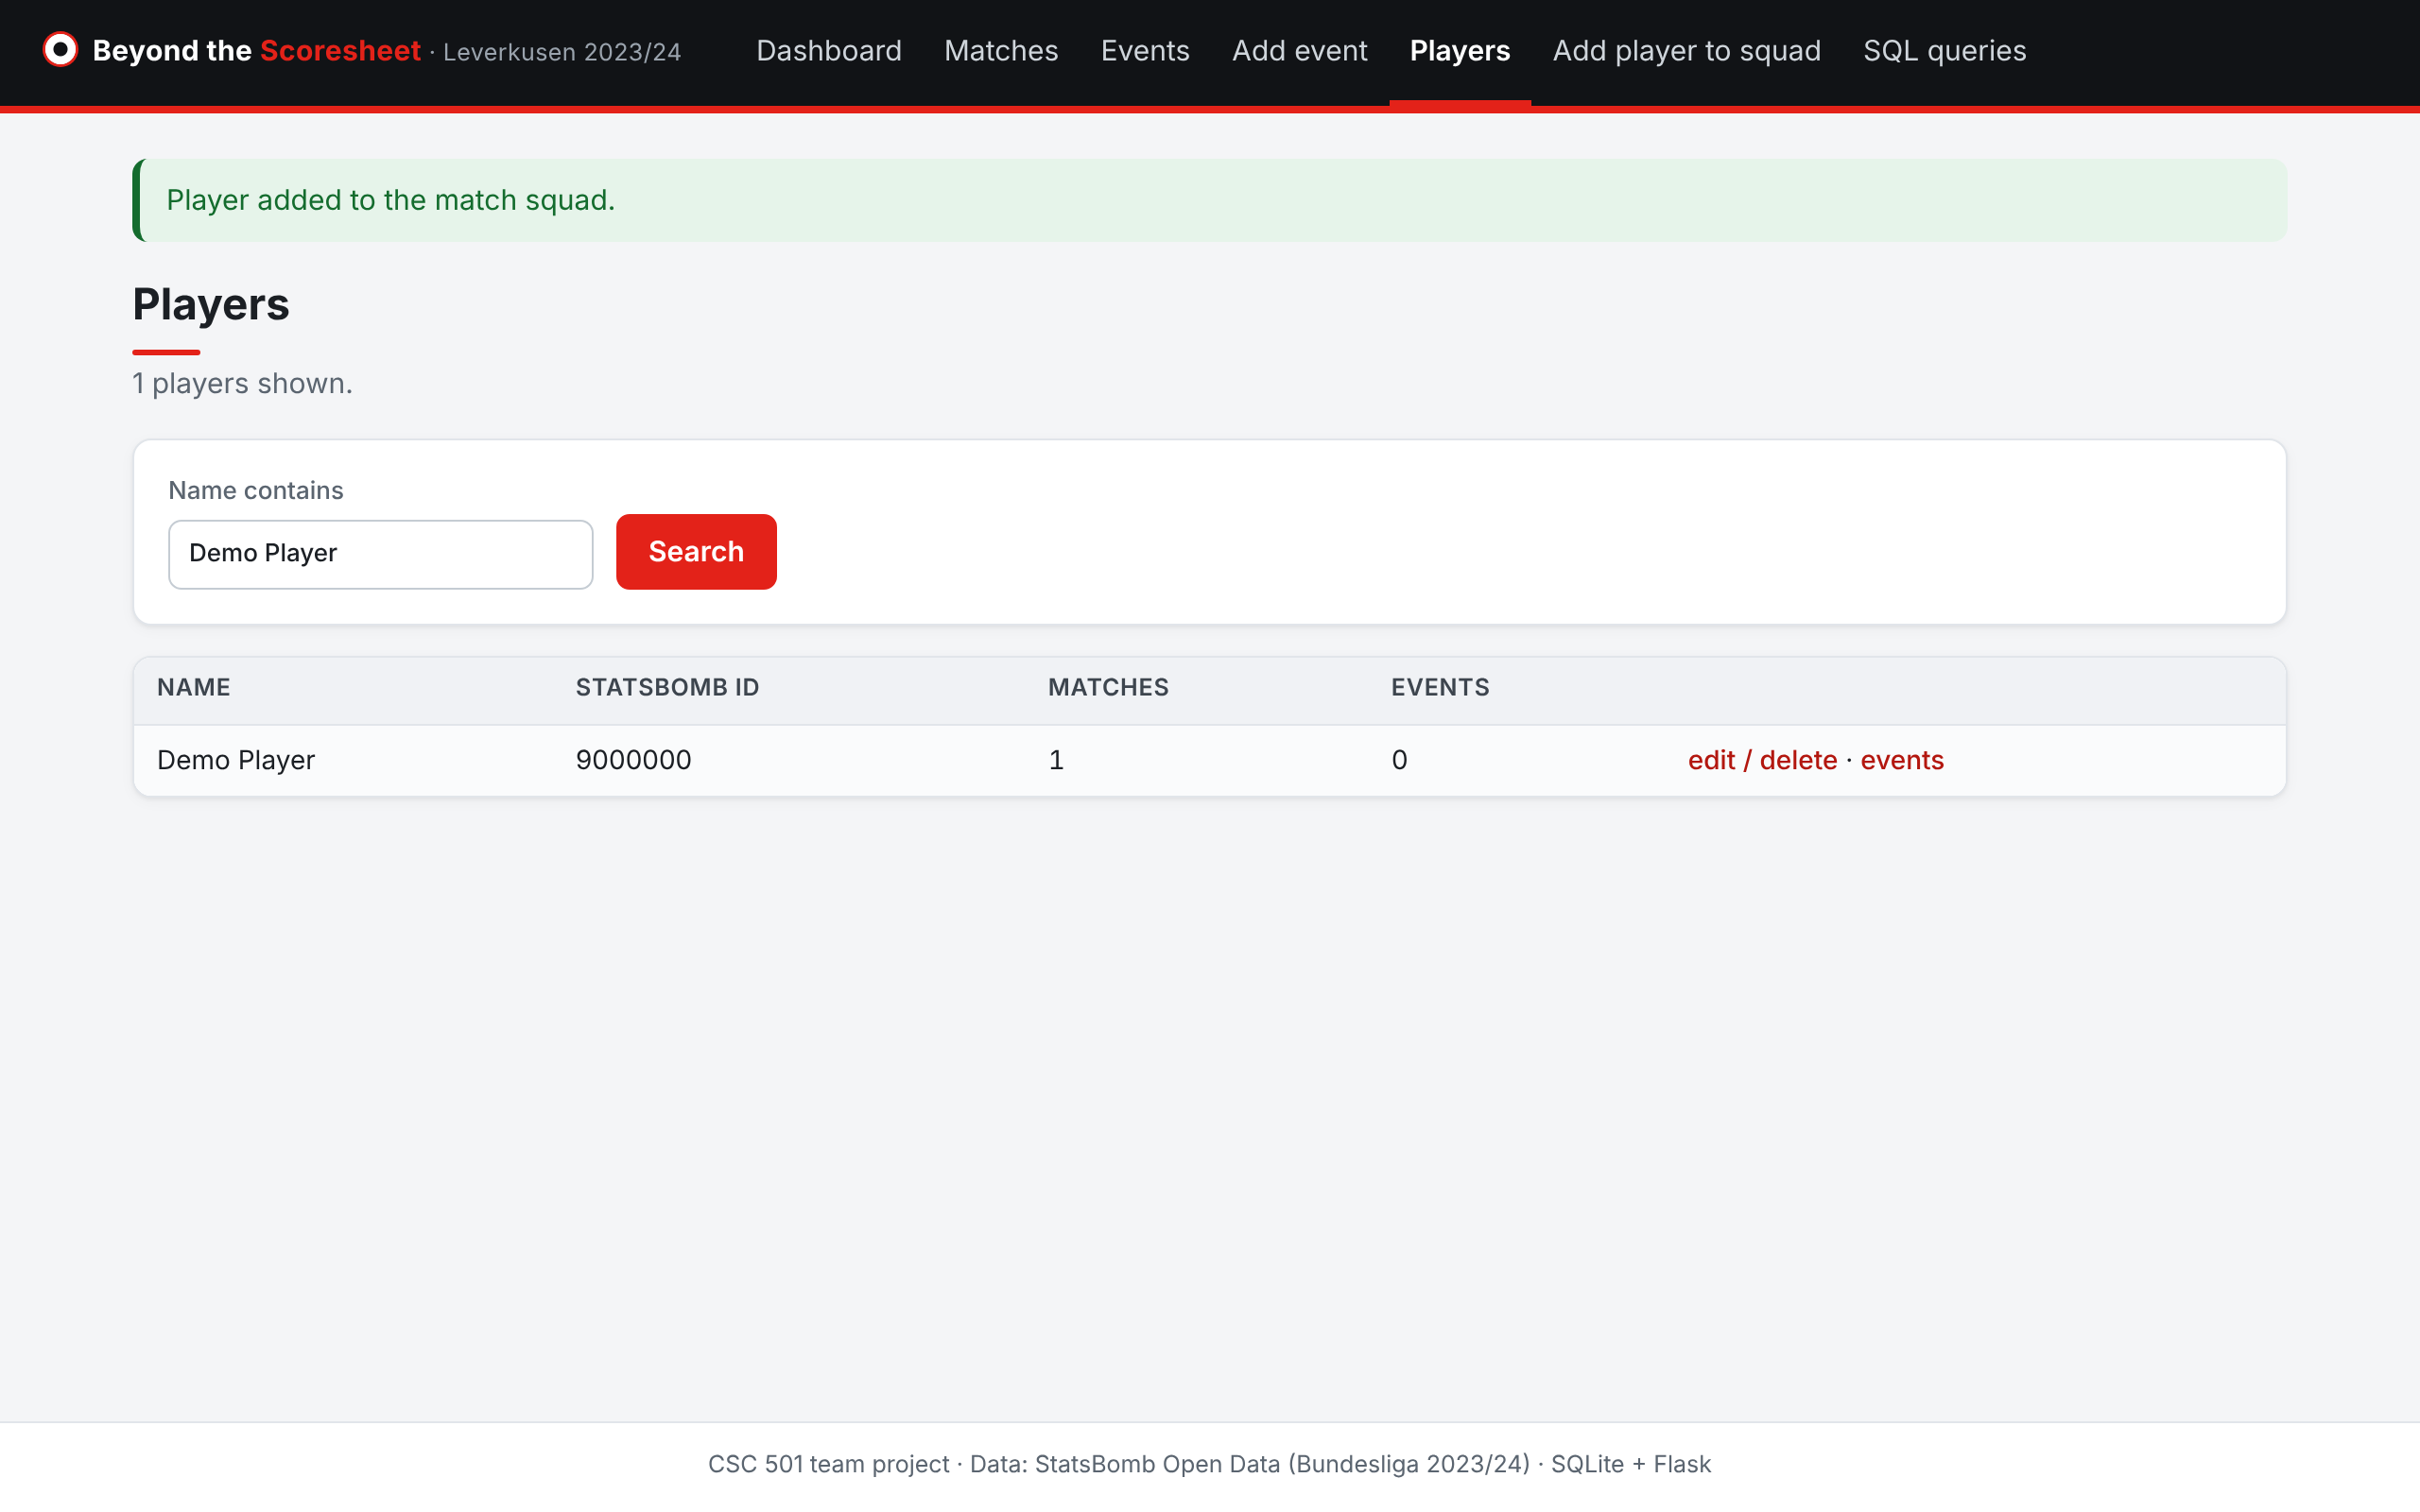 Beyond the Scoresheet · Leverkusen 2023/24 Dashboard Matches Events Add event Players Add player to squad SQL queries
Player added to the match squad.
Players
1 players shown.
Name contains
Demo Player Search
NAME STATSBOMB ID MATCHES EVENTS
Demo Player 9000000 1 0 edit / delete · events
CSC 501 team project · Data: StatsBomb Open Data (Bundesliga 2023/24) · SQLite + Flask